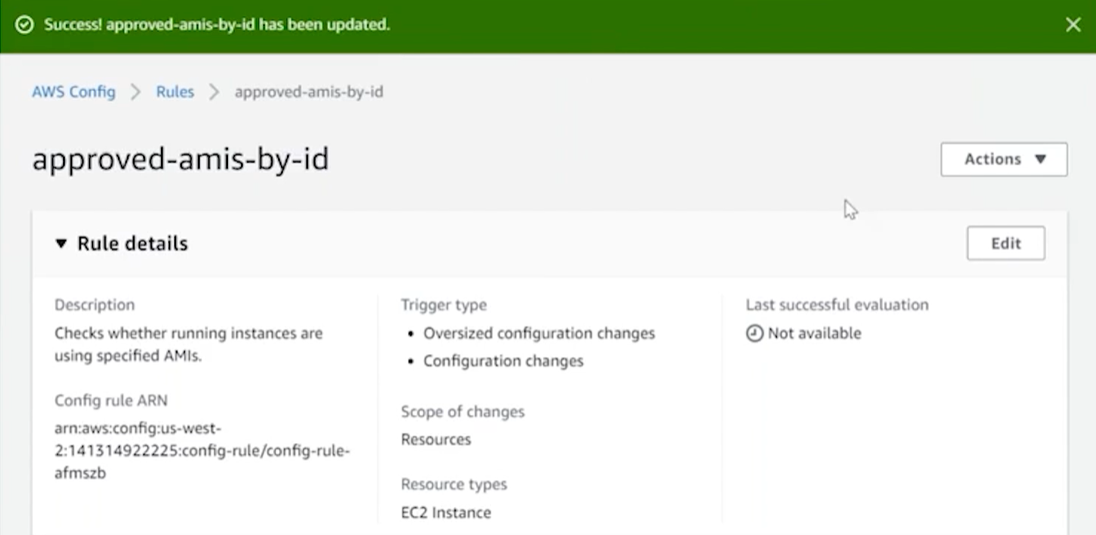 Success! approved-amis-by-id has been updated.
AWS Config > Rules > approved-amis-by-id
approved-amis-by-id
Actions ▼
▼ Rule details
Edit
Description
Checks whether running instances are
using specified AMIs.
Config rule ARN
arn:aws:config:us-west-
2:141314922225:config-rule/config-rule-
afmszb
Trigger type
• Oversized configuration changes
• Configuration changes
Scope of changes
Resources
Resource types
EC2 Instance
Last successful evaluation
Not available